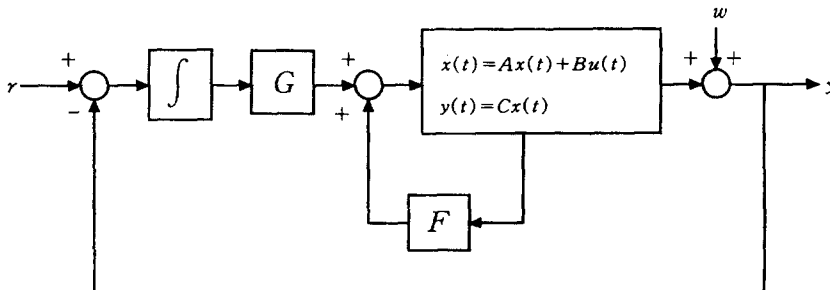 w
+
+ + +
r ∫ G ẋ(t)=Ax(t)+Bu(t)
y(t)=Cx(t)
− +
F